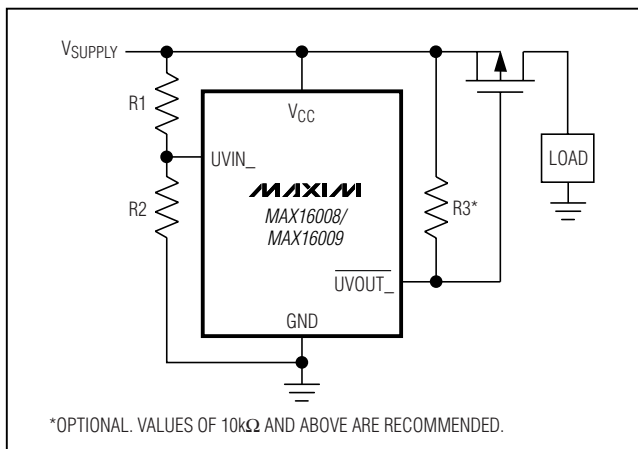 VSUPPLY
R1
VCC
UVIN_
LOAD
R2
MAXIM
MAX16008/
MAX16009
R3*
UVOUT_
GND
*OPTIONAL. VALUES OF 10kΩ AND ABOVE ARE RECOMMENDED.